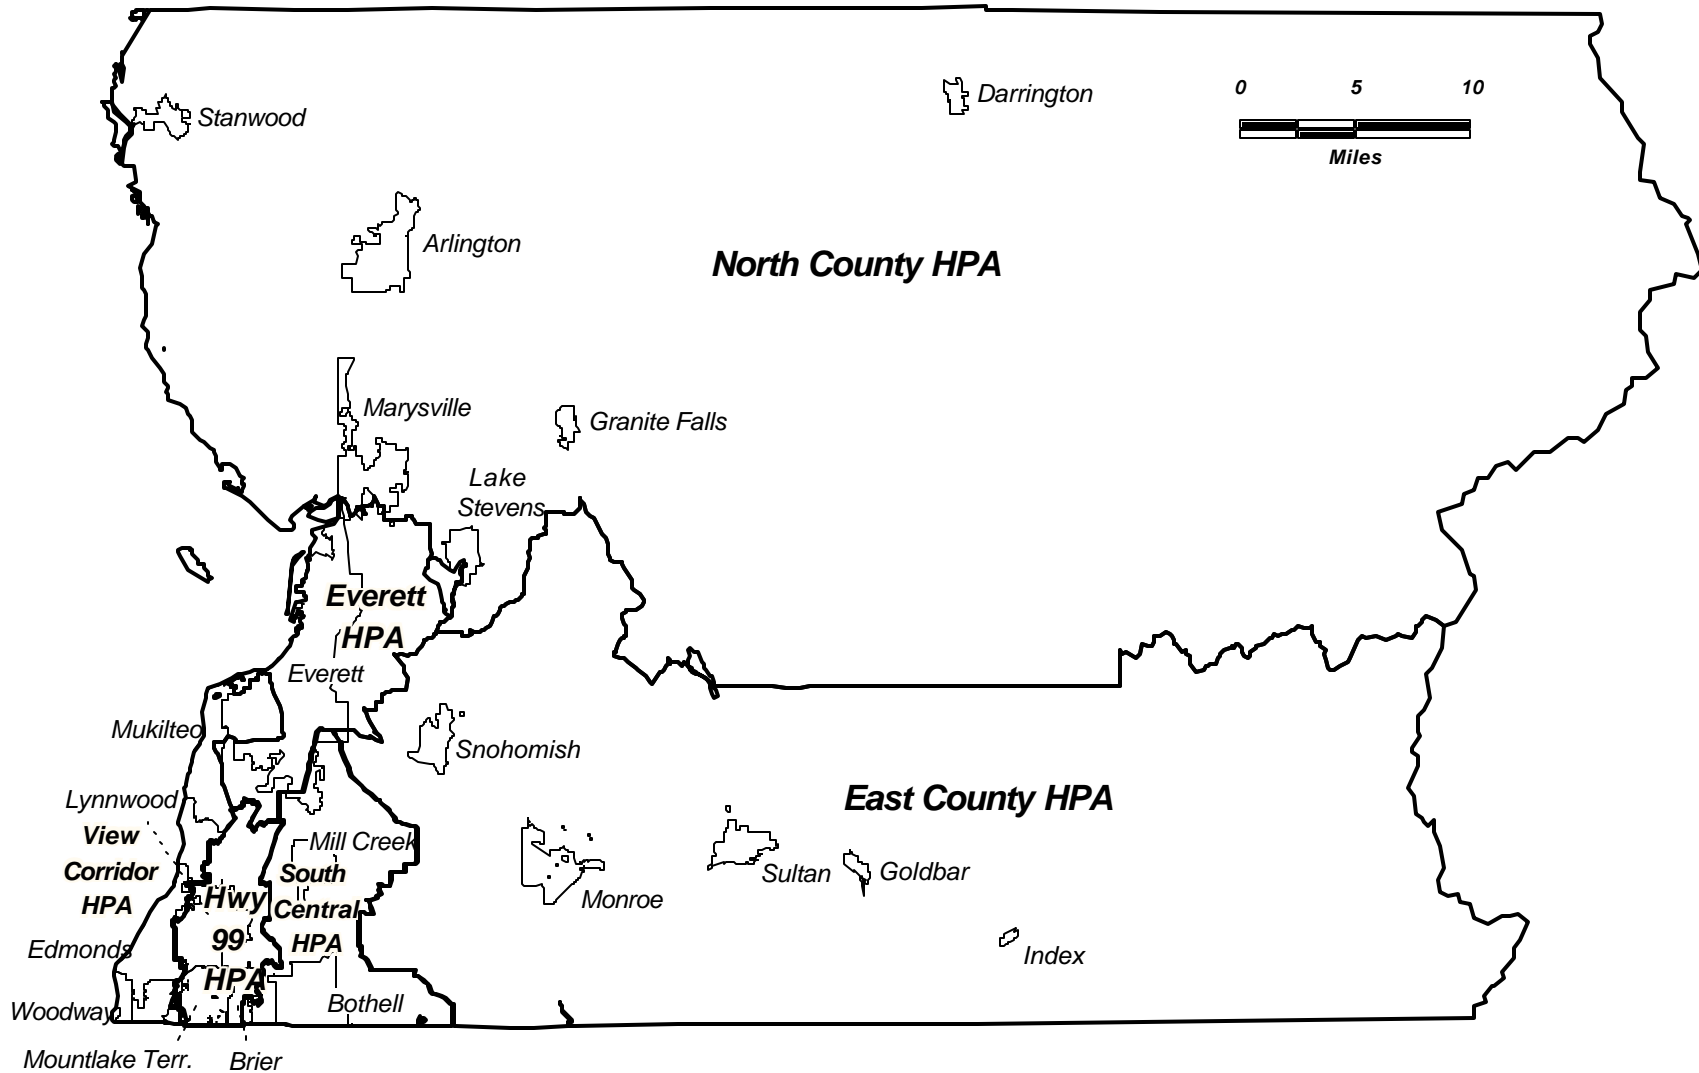 0 5 10
Darrington
Miles
Stanwood
Arlington
North County HPA
Marysville
Granite Falls
Lake
Stevens
Everett
HPA
Everett
Mukilteo
Snohomish
Lynnwood
East County HPA
View
Corridor
HPA
Mill Creek
South
Central
HPA
Sultan
Goldbar
Monroe
Hwy
99
HPA
Edmonds
Index
Woodway
Bothell
Mountlake Terr.
Brier